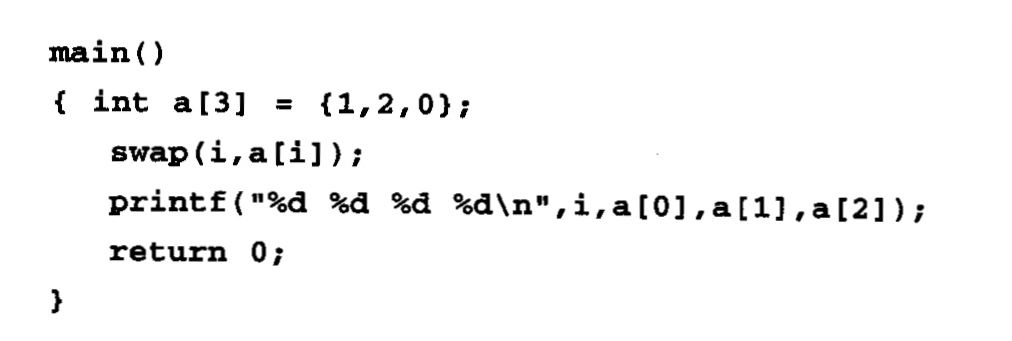 main()
{ int a[3] = {1,2,0};
swap(i,a[i]);
printf("%d %d %d %d\n",i,a[0],a[1],a[2]);
return 0;
}